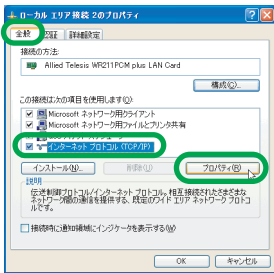 ローカル エリア接続 2のプロパティ
全般 認証 詳細設定
接続の方法:
Allied Telesis WR211PCM plus LAN Card
構成(C)...
この接続は次の項目を使用します(O):
Microsoft ネットワーク用クライアント
Microsoft ネットワーク用ファイルとプリンタ共有
インターネット プロトコル (TCP/IP)
インストール(N)... 削除(U) プロパティ(R)
説明
伝送制御プロトコル/インターネット プロトコル。相互接続されたさまざまな
ネットワーク間の通信を提供する、既定のワイド エリア ネットワーク プロトコ
ルです。
接続時に通知領域にインジケータを表示する(W)
OK キャンセル